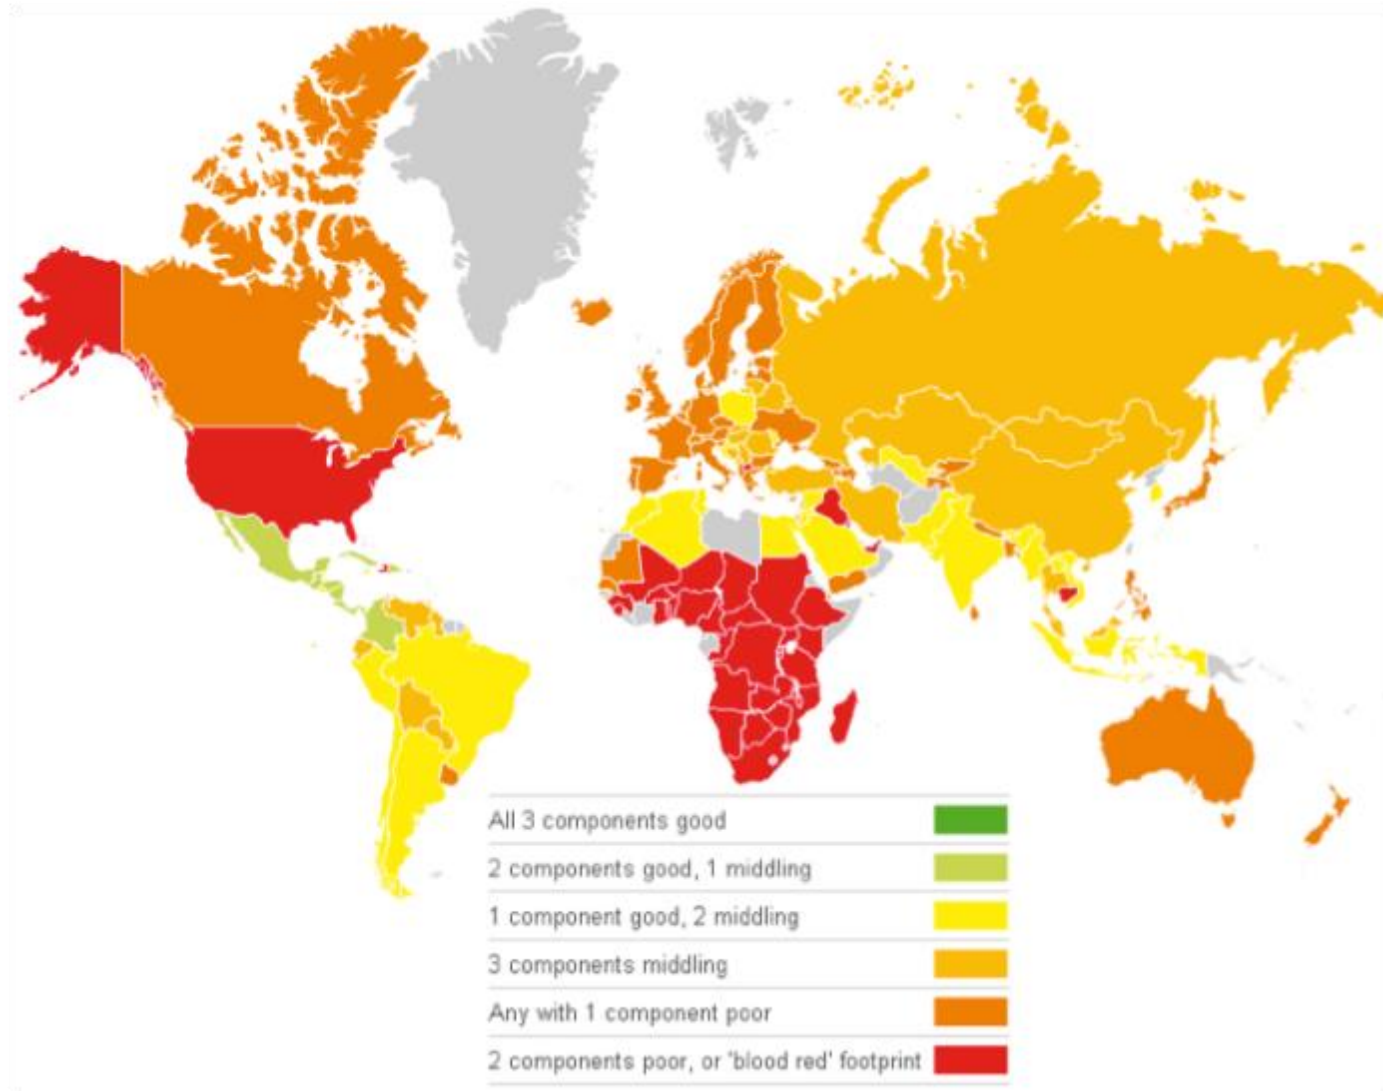 All 3 components good
2 components good, 1 middling
1 component good, 2 middling
3 components middling
Any with 1 component poor
2 components poor, or 'blood red' footprint